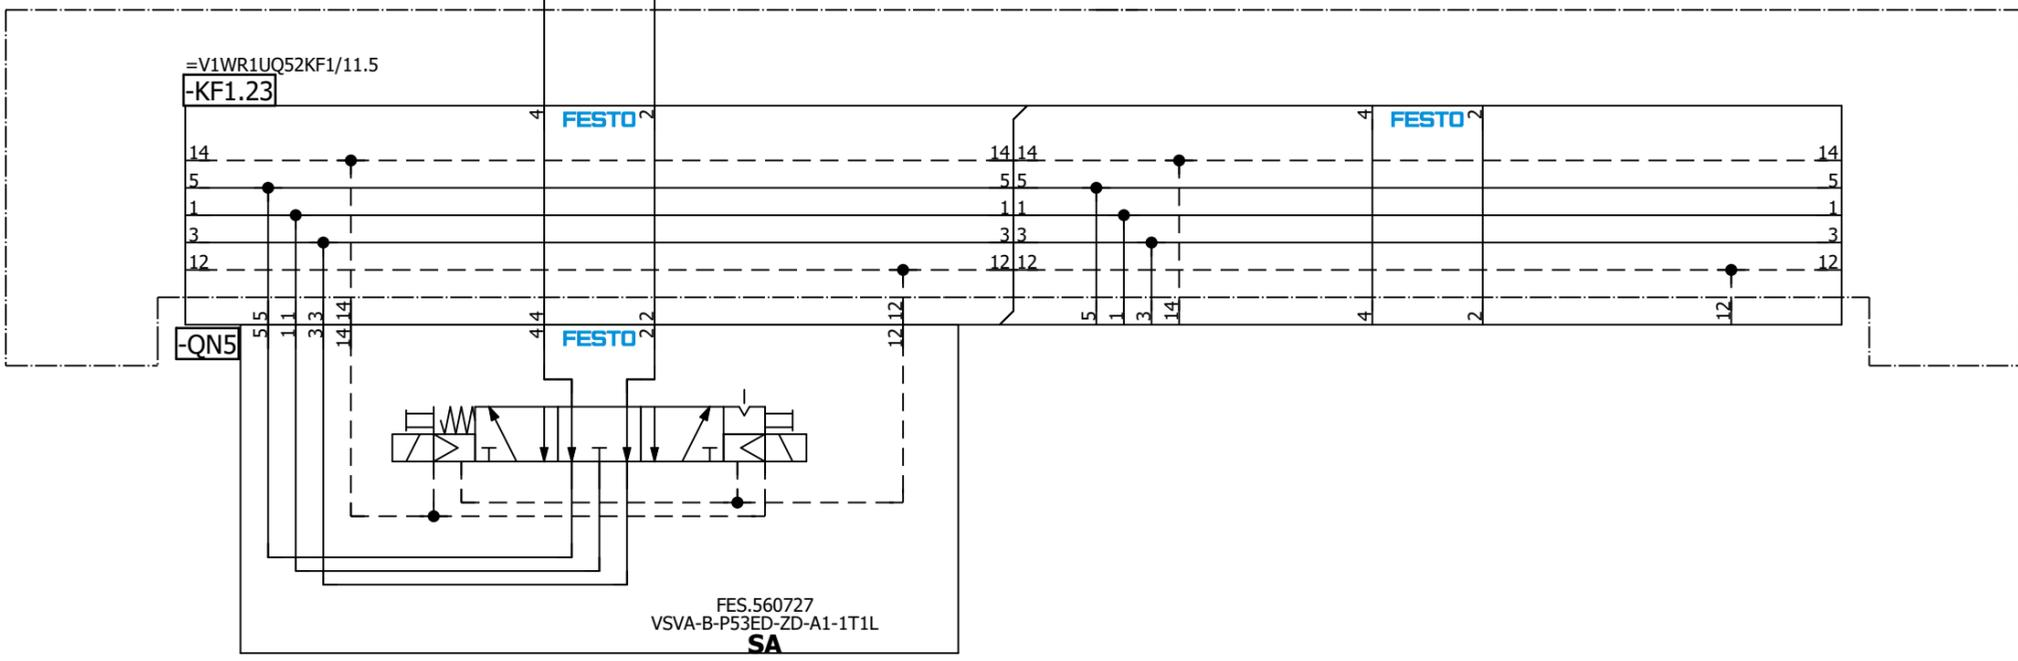 =V1WR1UQ52KF1/11.5
-KF1.23
4 FESTO 2 4 FESTO 2
14 14 14 14
5 5 5 5
1 1 1 1
3 3 3 3
12 12 12 12
5 1 3 14 4 2 12 5 1 3 14 4 2 12
-QN5 5 1 3 14 4 FESTO 2 12
FES.560727
VSVA-B-P53ED-ZD-A1-1T1L
SA